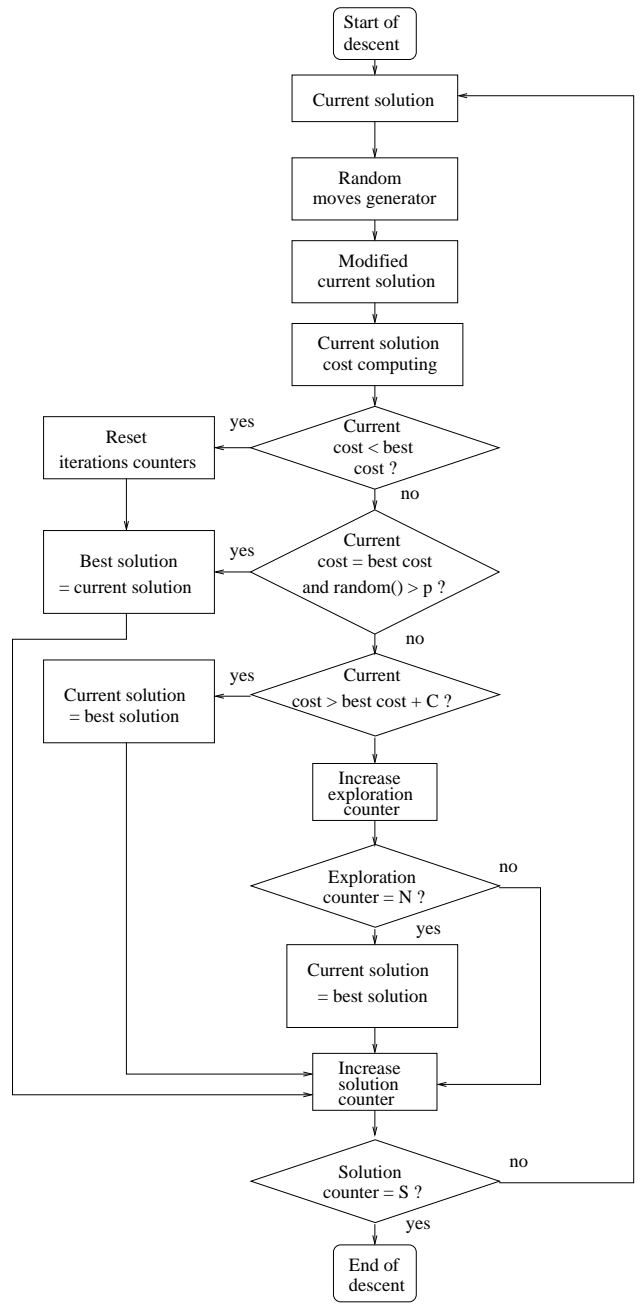 Start of
descent
Current solution
Random
moves generator
Modified
current solution
Current solution
cost computing
Current
cost < best
cost ?
yes
Reset
iterations counters
no
Current
cost = best cost
and random() > p ?
yes
Best solution
= current solution
no
Current
cost > best cost + C ?
yes
Current solution
= best solution
Increase
exploration
counter
Exploration
counter = N ?
no
yes
Current solution
= best solution
Increase
solution
counter
Solution
counter = S ?
no
yes
End of
descent